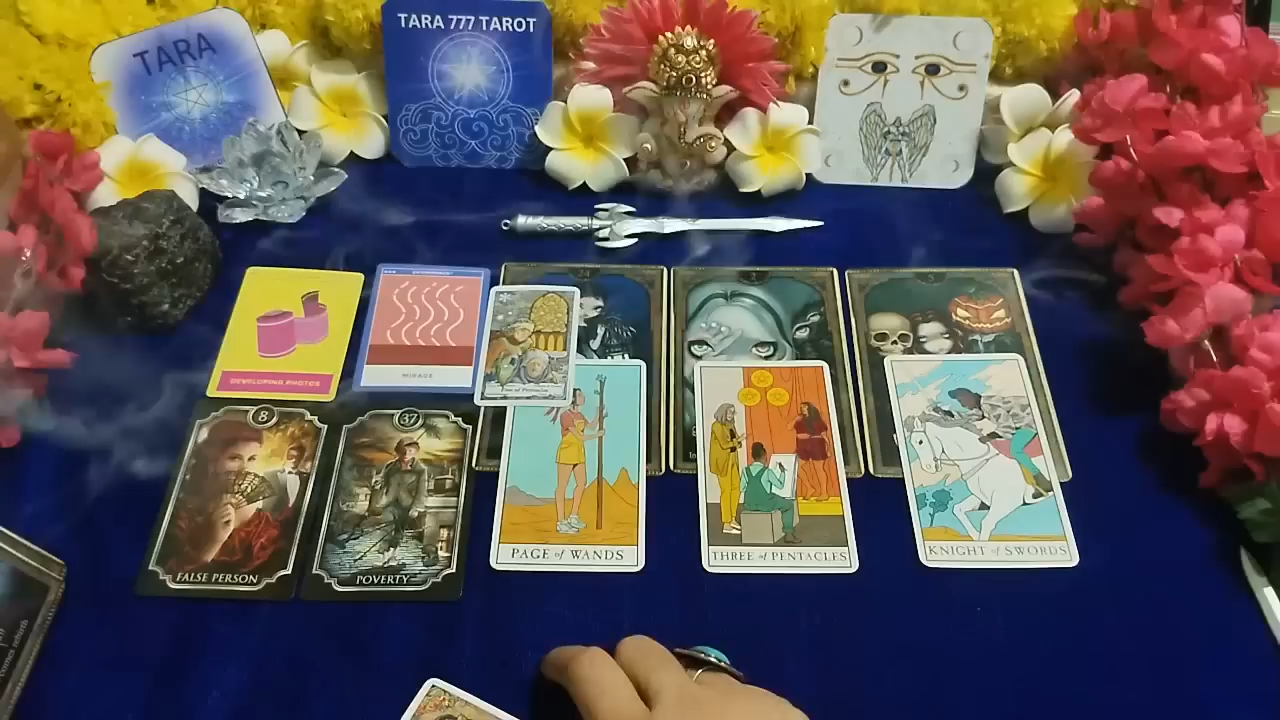 TARA
TARA 777 TAROT
DEVELOPING PHOTOS
MIRAGE
8
FALSE PERSON
37
POVERTY
PAGE of WANDS
THREE of PENTACLES
KNIGHT of SWORDS
rebirth